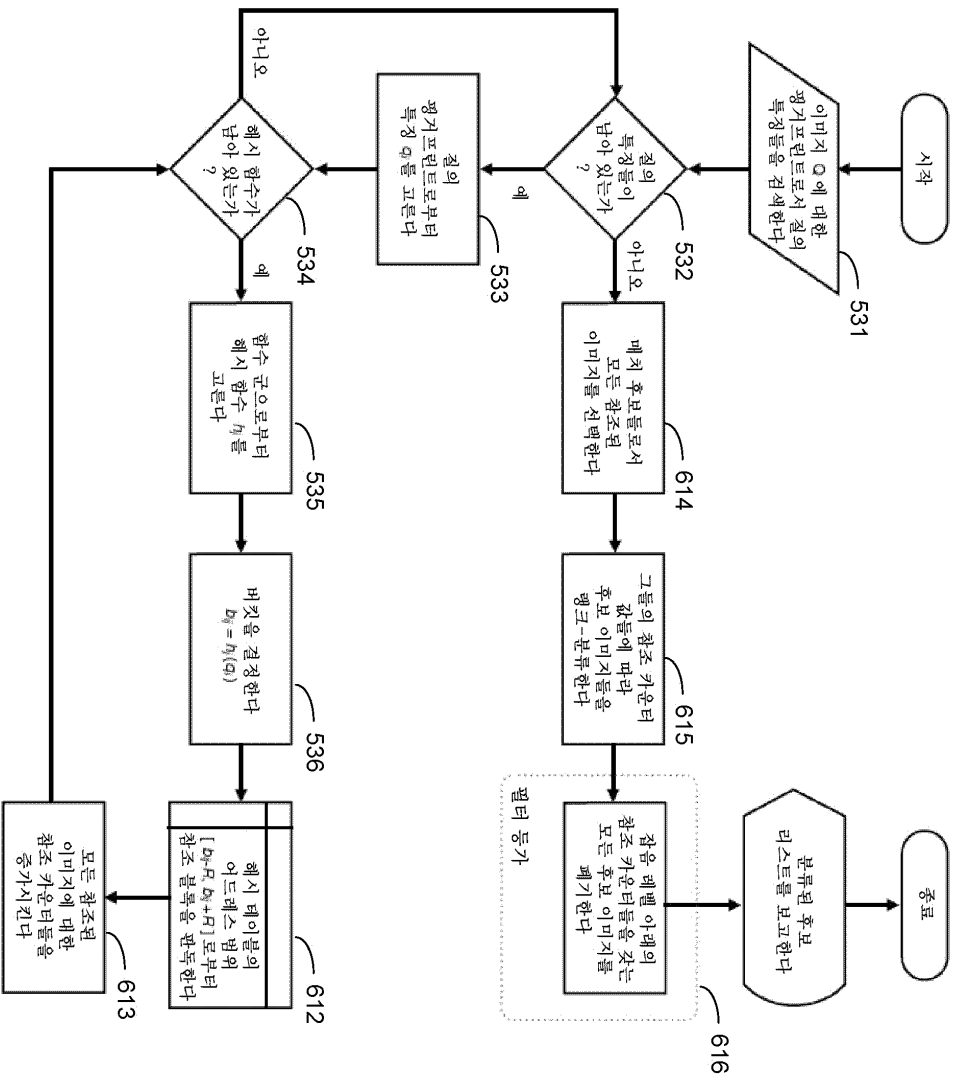 시작
이미지 Q에 대한
핑거프린트로서 질의
특징들을 검색한다
531
질의
특징들이
남아 있는가
?
532
예
아니오
질의
핑거프린트로부터
특징 qi를 고른다
533
해시 함수가
남아 있는가
?
534
아니오
예
함수 군으로부터
해시 함수 hj를
고른다
535
버킷을 결정한다
bij = hj(qi)
536
해시 테이블의
어드레스 범위
[bij-R, bij+R]로부터
참조 블록을 판독한다
612
모든 참조된
이미지에 대한
참조 카운터들을
증가시킨다
613
매치 후보들로서
모든 참조된
이미지를 선택한다
614
그들의 참조 카운터
값들에 따라
후보 이미지들을
랭크-분류한다
615
잡음 레벨 아래의
참조 카운터들을 갖는
모든 후보 이미지를
폐기한다
필터 등가
616
분류된 후보
리스트를 보고한다
종료